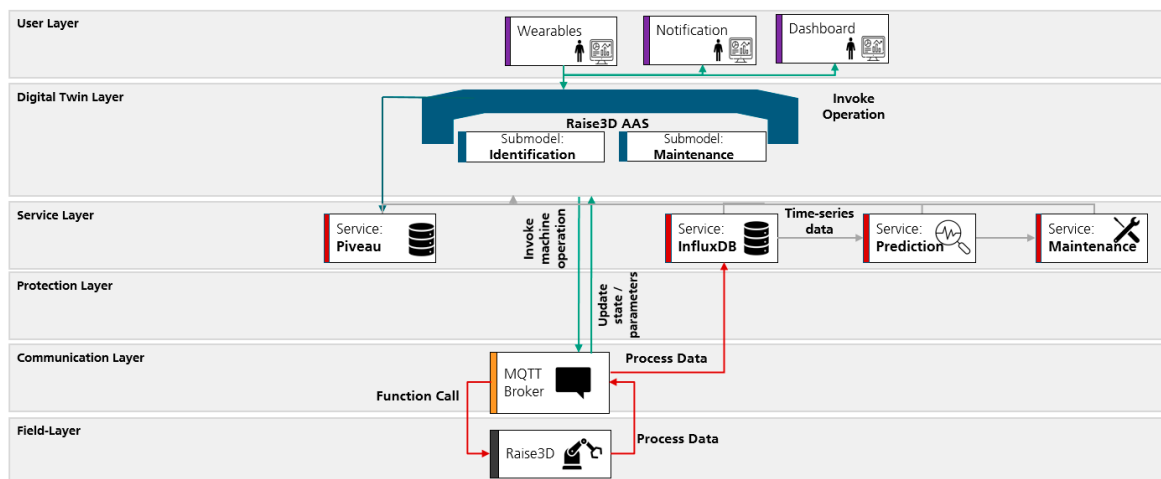 User Layer
Wearables
Notification
Dashboard
Digital Twin Layer
Invoke
Operation
Raise3D AAS
Submodel:
Identification
Submodel:
Maintenance
Service Layer
Service:
Piveau
Invoke
machine
operation
Service:
InfluxDB
Time-series
data
Service:
Prediction
Service:
Maintenance
Protection Layer
Update
state /
parameters
Communication Layer
MQTT
Broker
Process Data
Function Call
Field-Layer
Raise3D
Process Data